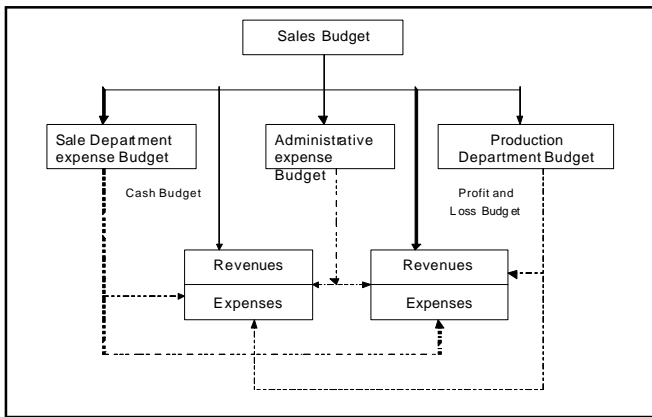 Sales Budget
Sale Department
expense Budget
Administrative
expense
Budget
Production
Department Budget
Cash Budget
Profit and
Loss Budget
Revenues
Expenses
Revenues
Expenses